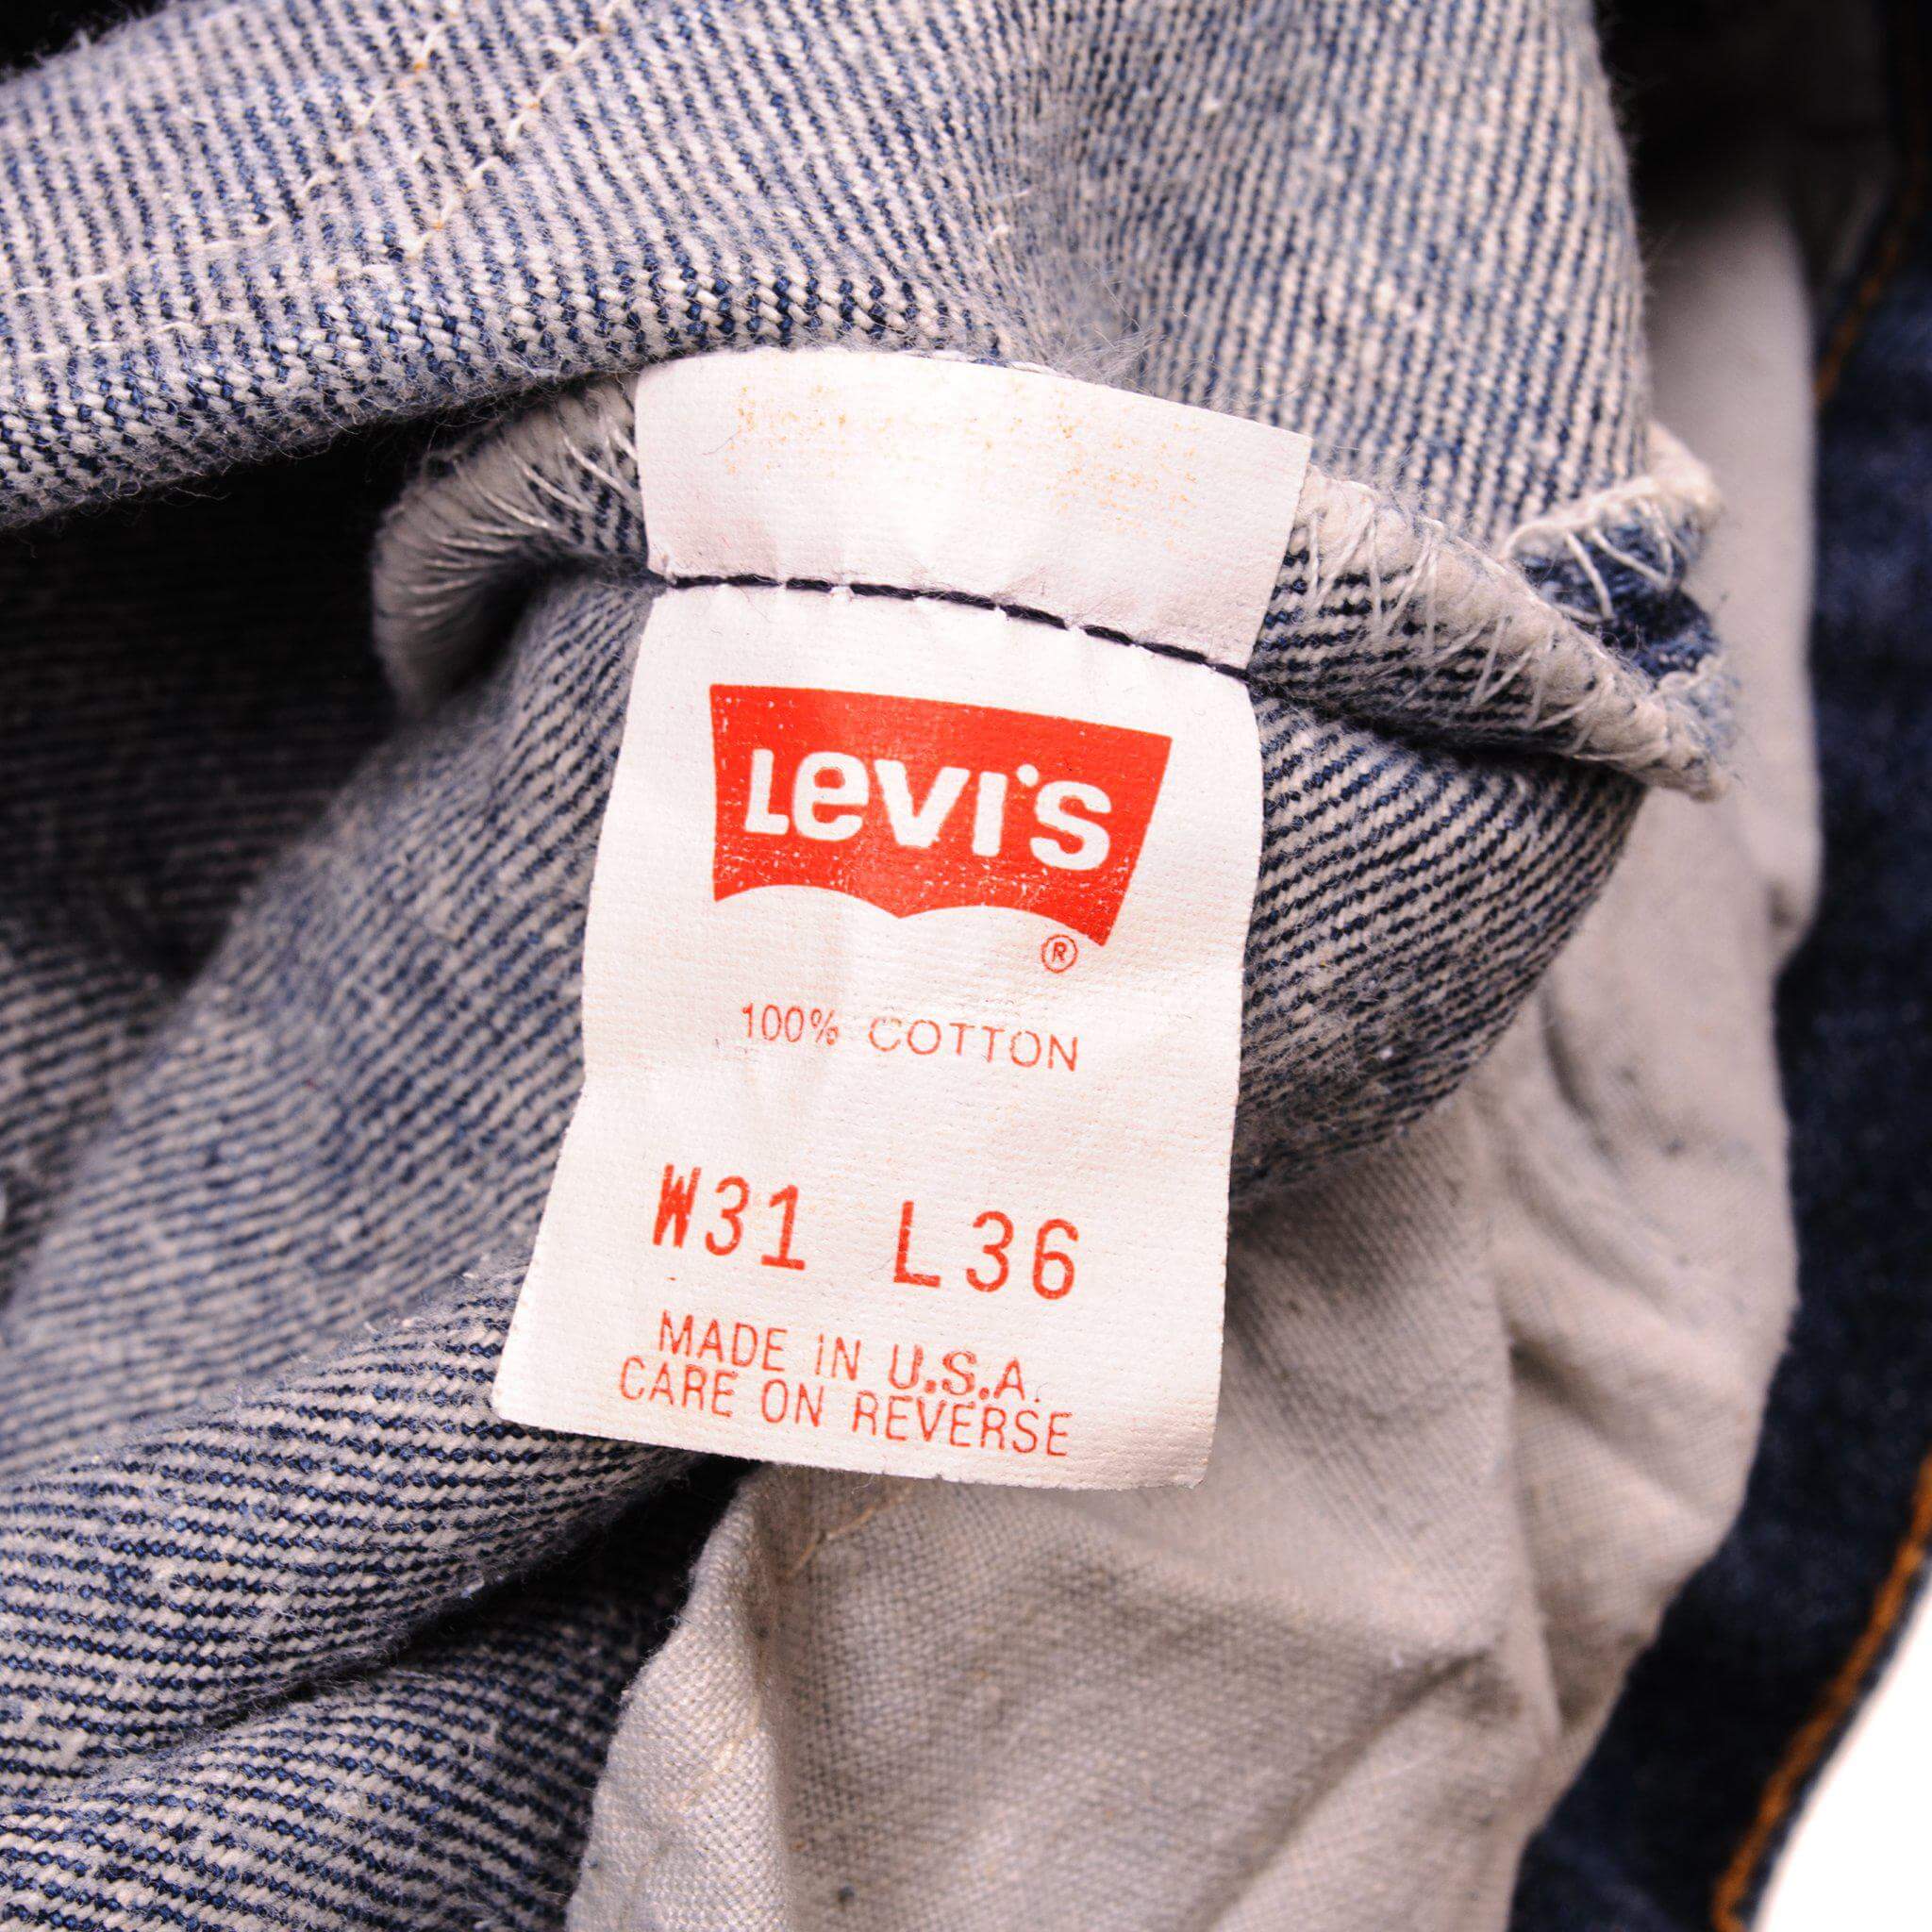 Levi's
®
100% COTTON
W31 L36
MADE IN U.S.A.
CARE ON REVERSE